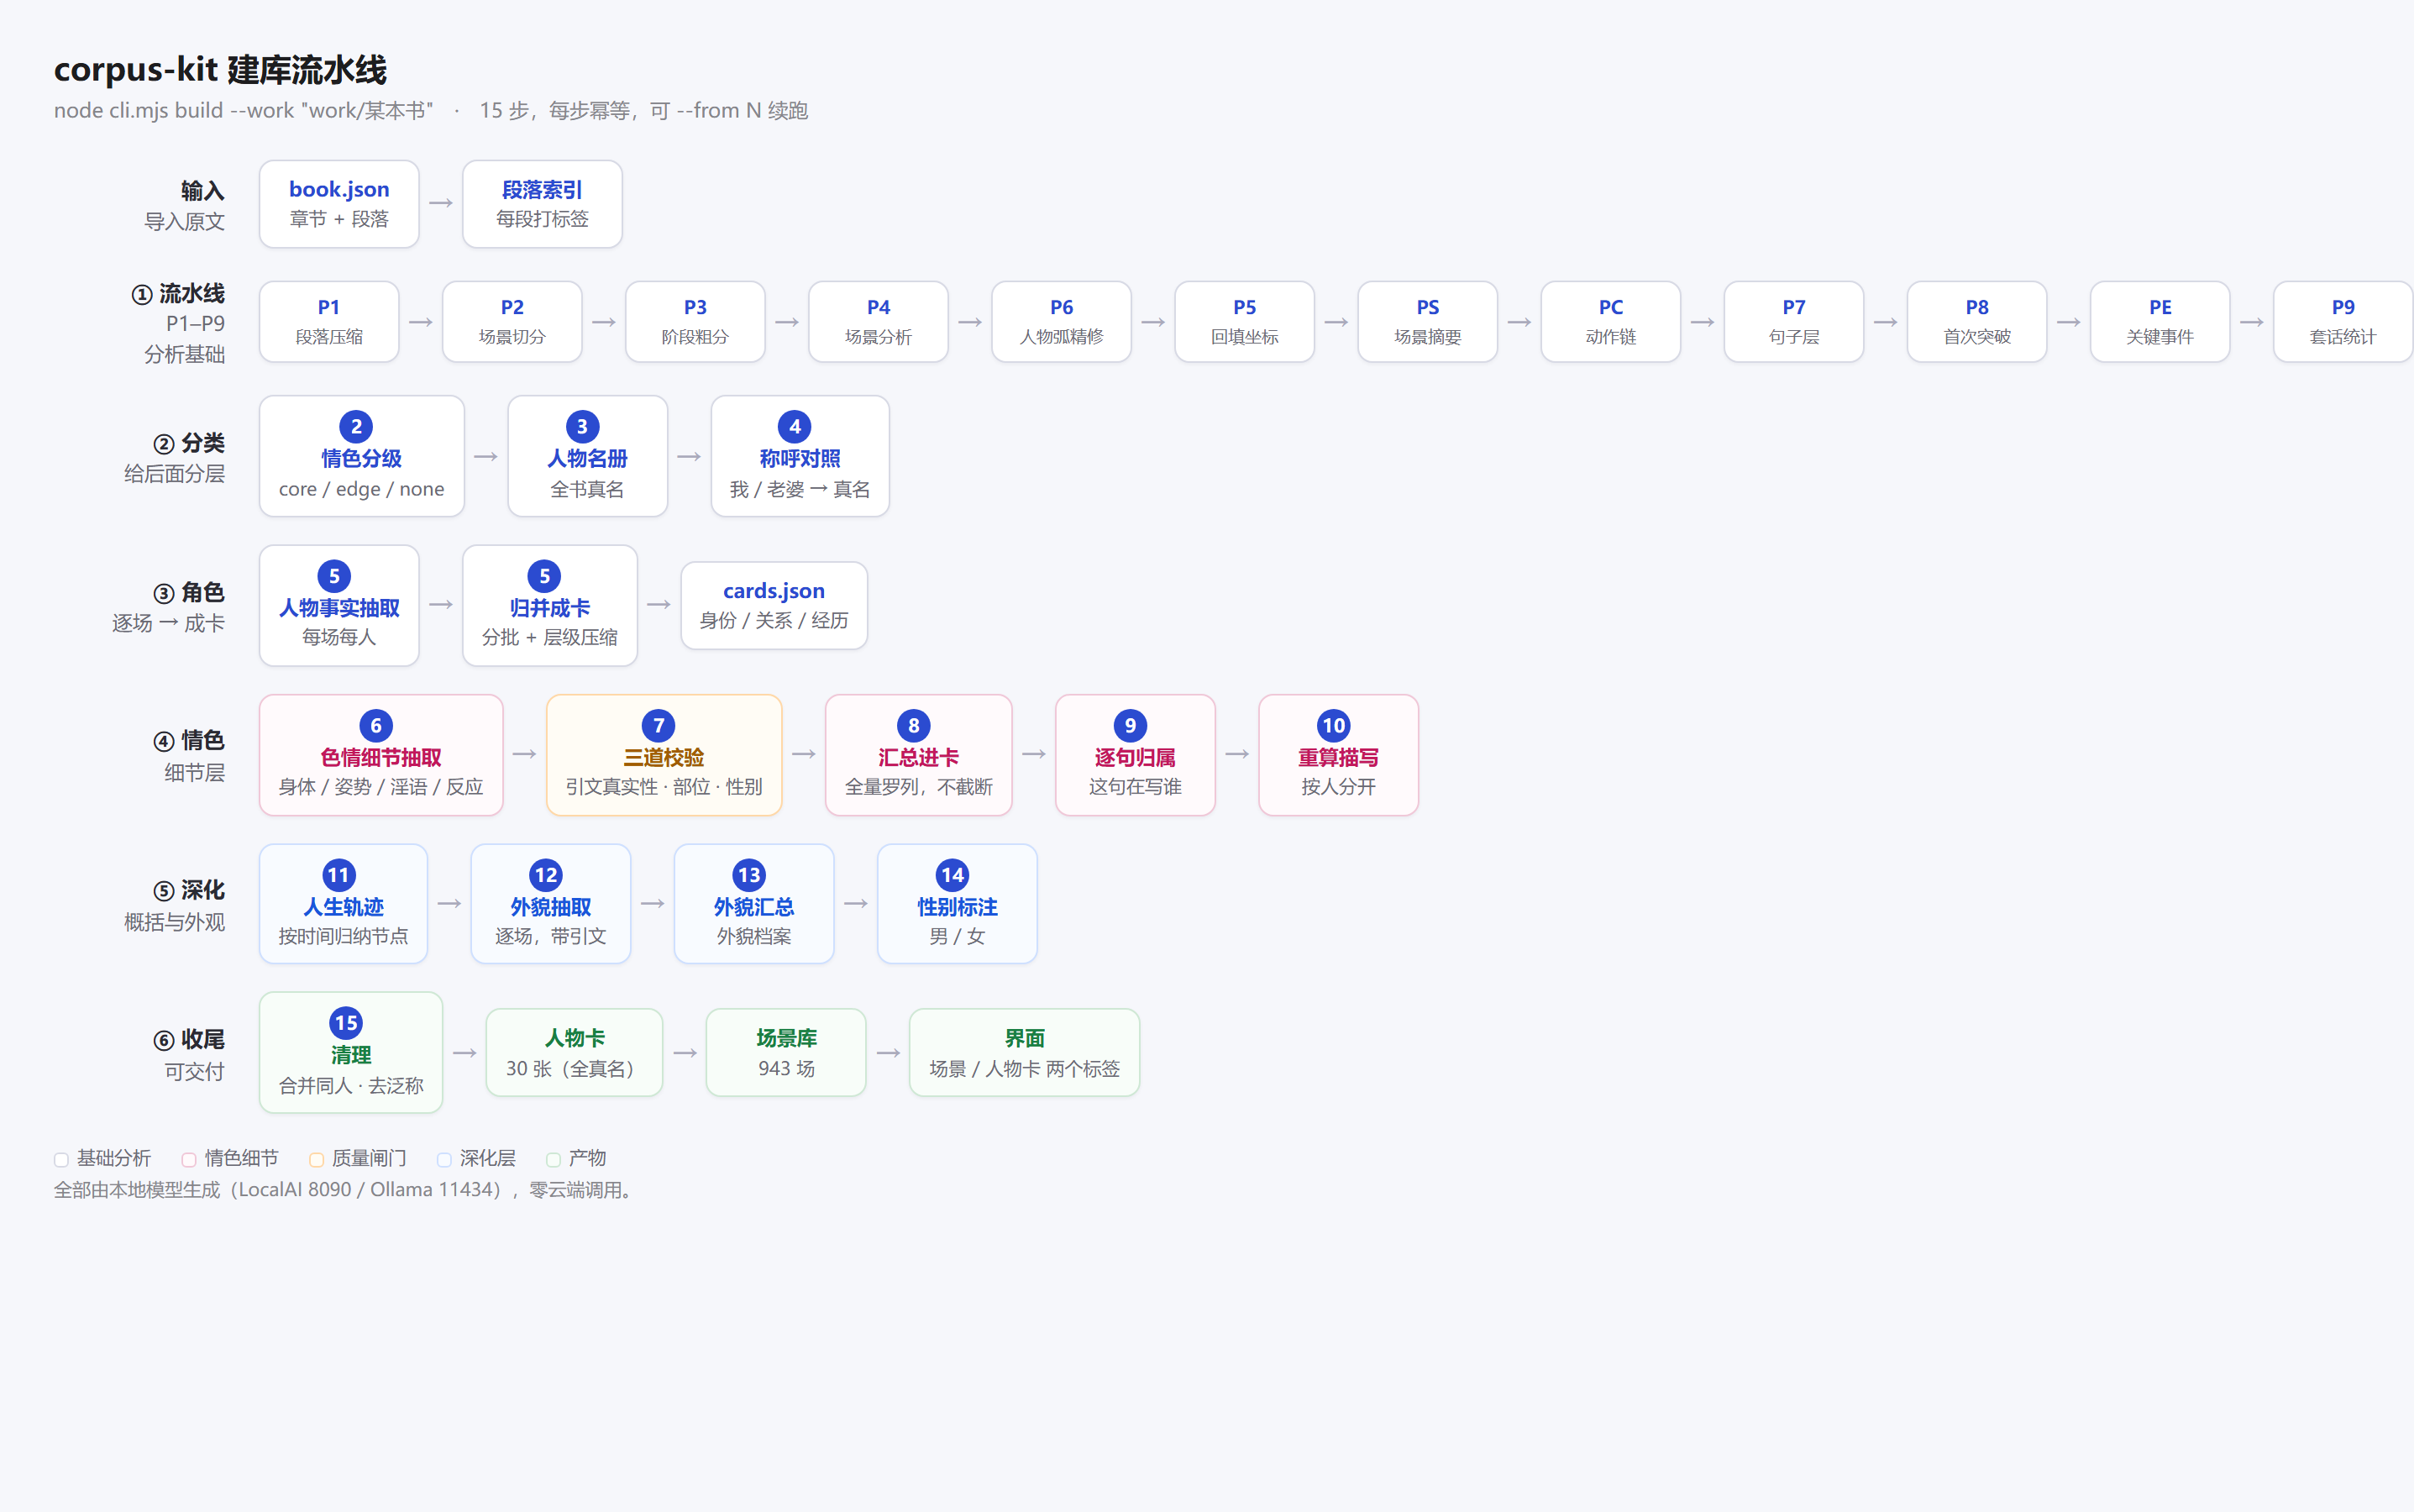 corpus-kit 建库流水线
node cli.mjs build --work "work/某本书" · 15 步，每步幂等，可 --from N 续跑
输入
导入原文
book.json
章节 + 段落
→
段落索引
每段打标签
① 流水线
P1–P9
分析基础
P1
段落压缩
→
P2
场景切分
→
P3
阶段粗分
→
P4
场景分析
→
P6
人物弧精修
→
P5
回填坐标
→
PS
场景摘要
→
PC
动作链
→
P7
句子层
→
P8
首次突破
→
PE
关键事件
→
P9
套话统计
② 分类
给后面分层
2
情色分级
core / edge / none
→
3
人物名册
全书真名
→
4
称呼对照
我 / 老婆 → 真名
③ 角色
逐场 → 成卡
5
人物事实抽取
每场每人
→
5
归并成卡
分批 + 层级压缩
→
cards.json
身份 / 关系 / 经历
④ 情色
细节层
6
色情细节抽取
身体 / 姿势 / 淫语 / 反应
→
7
三道校验
引文真实性 · 部位 · 性别
→
8
汇总进卡
全量罗列，不截断
→
9
逐句归属
这句在写谁
→
10
重算描写
按人分开
⑤ 深化
概括与外观
11
人生轨迹
按时间归纳节点
→
12
外貌抽取
逐场，带引文
→
13
外貌汇总
外貌档案
→
14
性别标注
男 / 女
⑥ 收尾
可交付
15
清理
合并同人 · 去泛称
→
人物卡
30 张（全真名）
→
场景库
943 场
→
界面
场景 / 人物卡 两个标签
基础分析 情色细节 质量闸门 深化层 产物
全部由本地模型生成（LocalAI 8090 / Ollama 11434），零云端调用。